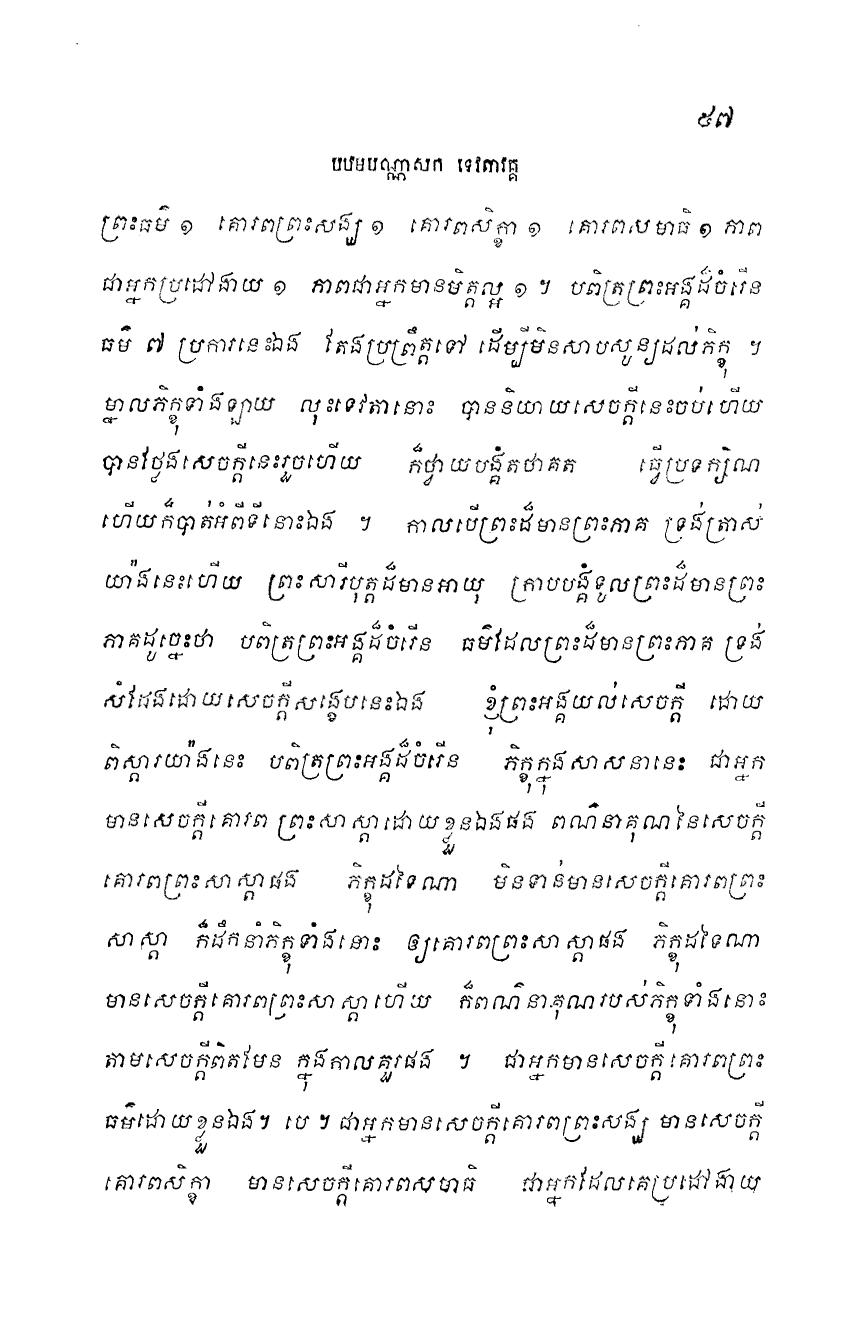 ៥៧
បឋមបណ្ណាសក ទេវតាវគ្គ
ព្រះធម៌ ១ គោរពព្រះសង្ឃ ១ គោរពសិក្ខា ១ គោរពសមាធិ ១ ភាព
ជាអ្នកប្រដៅងាយ ១ ភាពជាអ្នកមានមិត្តល្អ ១ ។ បពិត្រព្រះអង្គដ៏ចំរើន
ធម៌ ៧ ប្រការនេះឯង តែងប្រព្រឹត្តទៅ ដើម្បីមិនសាបសូន្យដល់ភិក្ខុ ។
ម្នាលភិក្ខុទាំងឡាយ លុះទេវតានោះ បាននិយាយសេចក្តីនេះចប់ហើយ
បានថ្លែងសេចក្តីនេះរួចហើយ ក៏ថ្វាយបង្គំតថាគត ធ្វើប្រទក្សិណ
ហើយក៏បាត់អំពីទីនោះឯង ។ កាលបើព្រះដ៏មានព្រះភាគ ទ្រង់ត្រាស់
យ៉ាងនេះហើយ ព្រះសារីបុត្តដ៏មានអាយុ ក្រាបបង្គំទូលព្រះដ៏មានព្រះ
ភាគដូច្នេះថា បពិត្រព្រះអង្គដ៏ចំរើន ធម៌ដែលព្រះដ៏មានព្រះភាគ ទ្រង់
សំដែងដោយសេចក្តីសង្ខេបនេះឯង ខ្ញុំព្រះអង្គយល់សេចក្តី ដោយ
ពិស្តារយ៉ាងនេះ បពិត្រព្រះអង្គដ៏ចំរើន ភិក្ខុក្នុងសាសនានេះ ជាអ្នក
មានសេចក្តីគោរព ព្រះសាស្តាដោយខ្លួនឯងផង ពណ៌នាគុណនៃសេចក្តី
គោរពព្រះសាស្តាផង ភិក្ខុដទៃណា មិនទាន់មានសេចក្តីគោរពព្រះ
សាស្តា ក៏ដឹកនាំភិក្ខុទាំងនោះ ឲ្យគោរពព្រះសាស្តាផង ភិក្ខុដទៃណា
មានសេចក្តីគោរពព្រះសាស្តាហើយ ក៏ពណ៌នាគុណរបស់ភិក្ខុទាំងនោះ
តាមសេចក្តីពិតមែន ក្នុងកាលគួរផង ។ ជាអ្នកមានសេចក្តីគោរពព្រះ
ធម៌ដោយខ្លួនឯង។ បេ ។ ជាអ្នកមានសេចក្តីគោរពព្រះសង្ឃ មានសេចក្តី
គោរពសិក្ខា មានសេចក្តីគោរពសមាធិ ជាអ្នកដែលគេប្រដៅងាយ